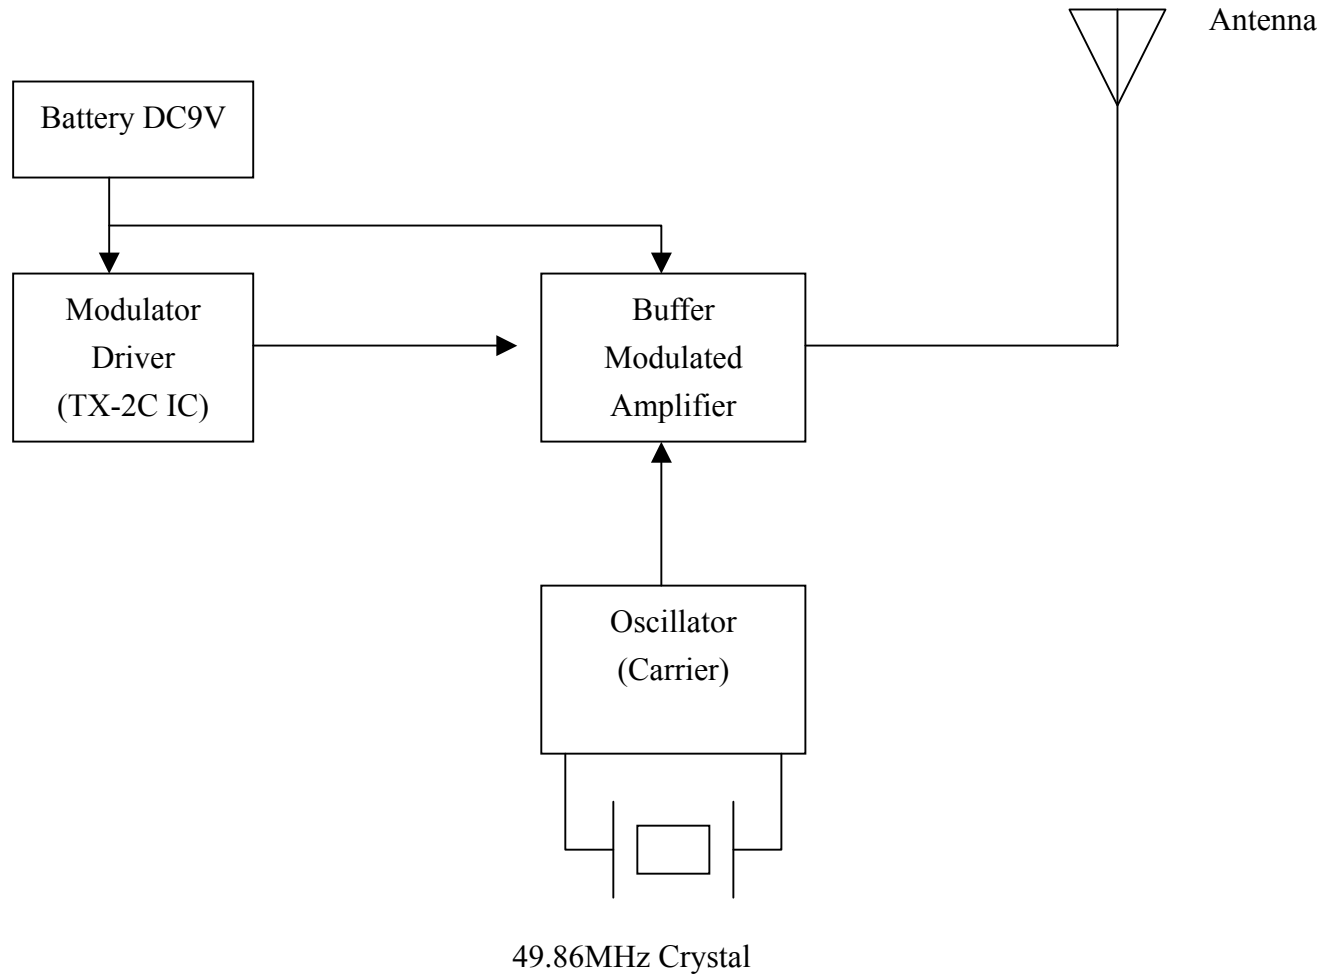 Antenna
Battery DC9V
Modulator
Driver
(TX-2C IC)
Buffer
Modulated
Amplifier
Oscillator
(Carrier)
49.86MHz Crystal